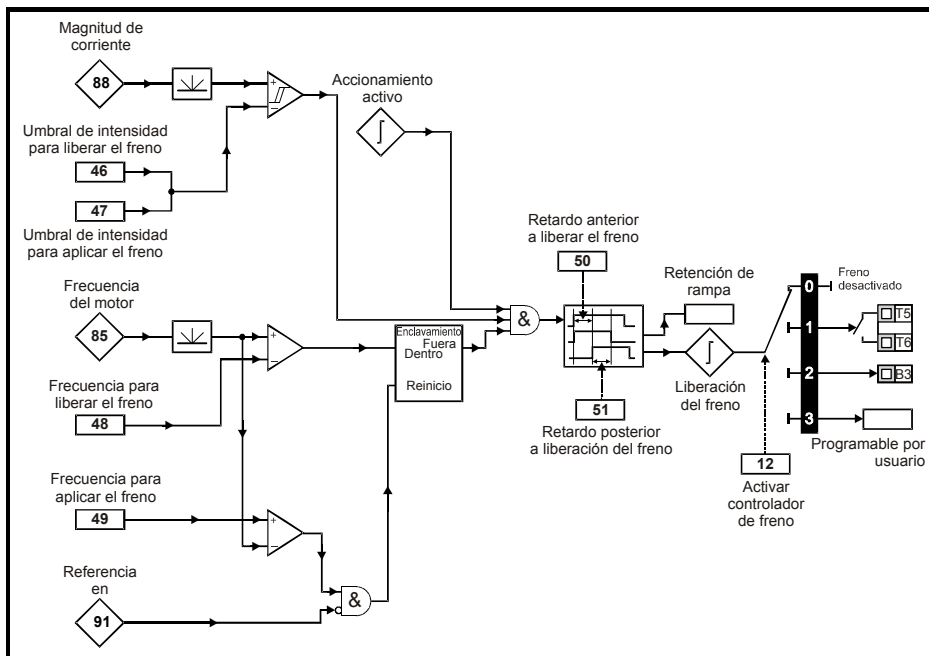 Magnitud de
corriente
88
Umbral de intensidad
para liberar el freno
46
47
Umbral de intensidad
para aplicar el freno
Accionamiento
activo
Frecuencia
del motor
85
Frecuencia para
liberar el freno
48
Enclavamiento
Fuera
Dentro
Reinicio
Frecuencia para
aplicar el freno
49
Referencia
en
91
&
&
Retardo anterior
a liberar el freno
50
51
Retardo posterior
a liberación del freno
Retención de
rampa
Liberación
del freno
12
Activar
controlador
de freno
0
Freno
desactivado
1
T5
T6
2
B3
3
Programable por
usuario